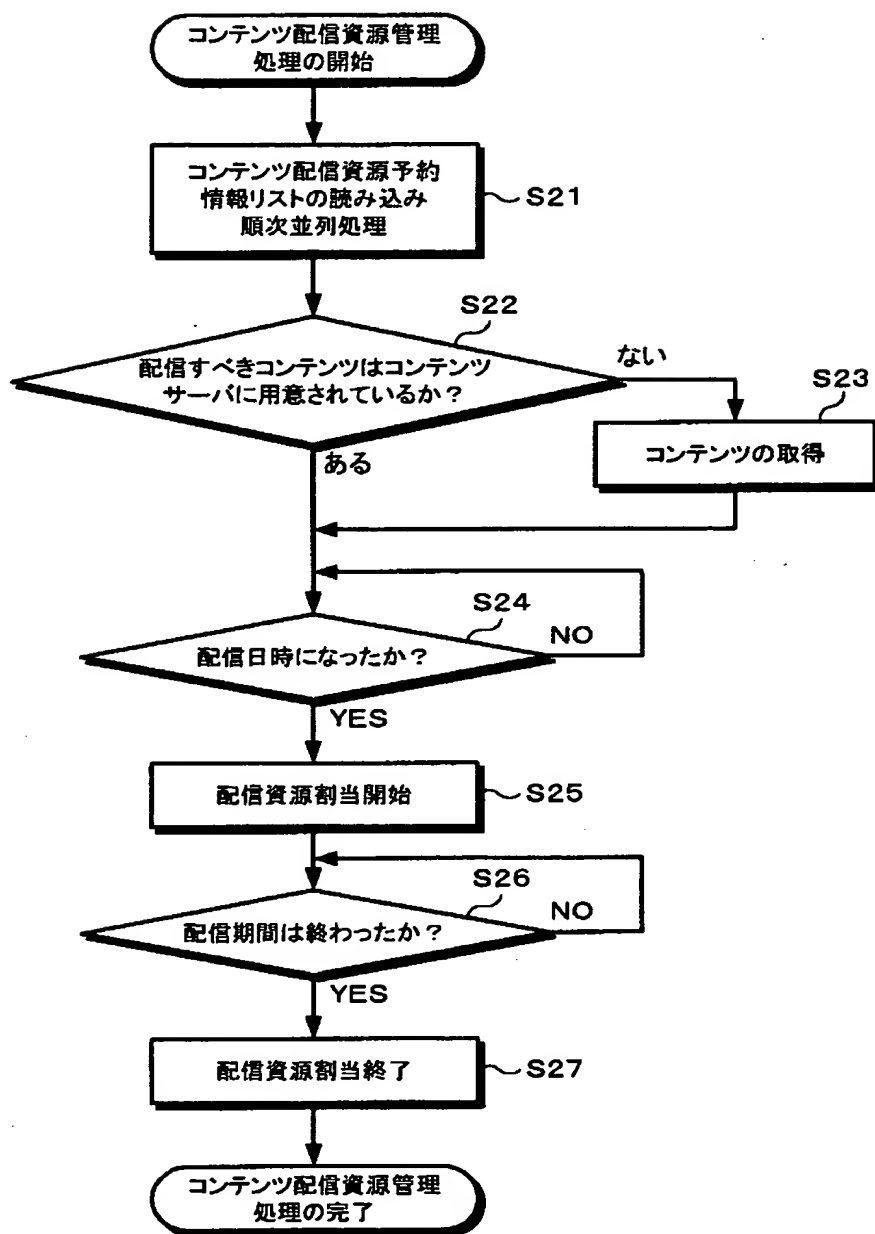 コンテンツ配信資源管理
処理の開始
コンテンツ配信資源予約
情報リストの読み込み
順次並列処理
S21
S22
配信すべきコンテンツはコンテンツ
サーバに用意されているか？
ない
S23
コンテンツの取得
ある
S24
配信日時になったか？
NO
YES
配信資源割当開始
S25
S26
配信期間は終わったか？
NO
YES
配信資源割当終了
S27
コンテンツ配信資源管理
処理の完了